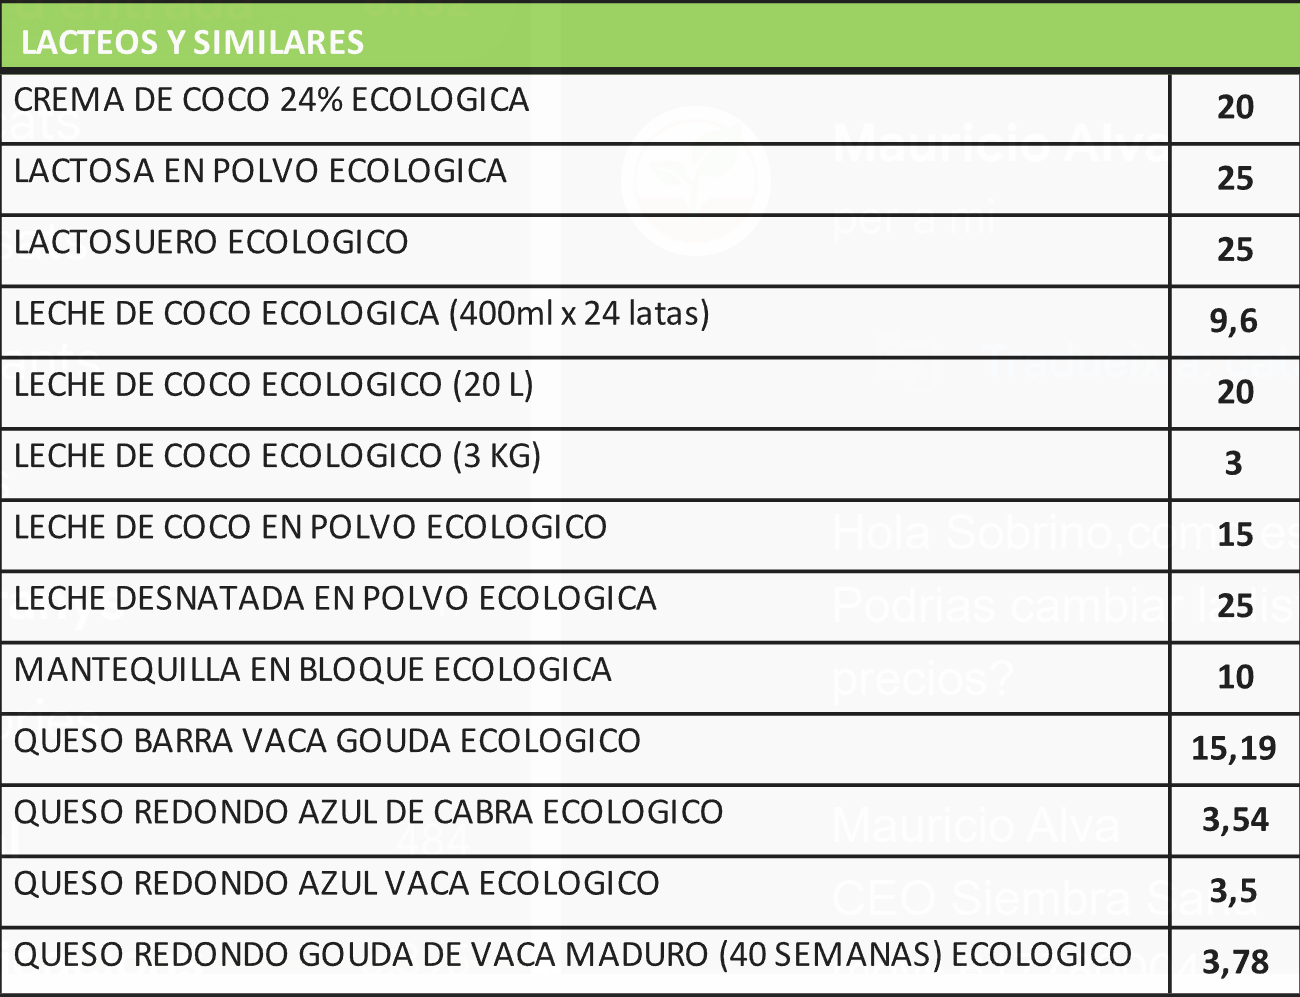 LACTEOS Y SIMILARES
CREMA DE COCO 24% ECOLOGICA 20
LACTOSA EN POLVO ECOLOGICA 25
LACTOSUERO ECOLOGICO 25
LECHE DE COCO ECOLOGICA (400ml x 24 latas) 9,6
LECHE DE COCO ECOLOGICO (20 L) 20
LECHE DE COCO ECOLOGICO (3 KG) 3
LECHE DE COCO EN POLVO ECOLOGICO 15
LECHE DESNATADA EN POLVO ECOLOGICA 25
MANTEQUILLA EN BLOQUE ECOLOGICA 10
QUESO BARRA VACA GOUDA ECOLOGICO 15,19
QUESO REDONDO AZUL DE CABRA ECOLOGICO 3,54
QUESO REDONDO AZUL VACA ECOLOGICO 3,5
QUESO REDONDO GOUDA DE VACA MADURO (40 SEMANAS) ECOLOGICO 3,78
Mauricio Alva
per a mi
Hola Sobrino,
Podrias cambiar
precios?
484
Mauricio Alva
CEO Siembra Sana